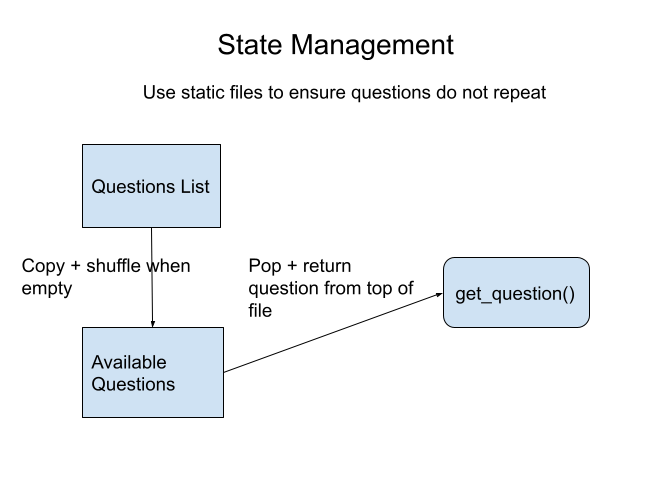 State Management
Use static files to ensure questions do not repeat
Questions List
Copy + shuffle when
empty
Pop + return
question from top of
file
get_question()
Available
Questions